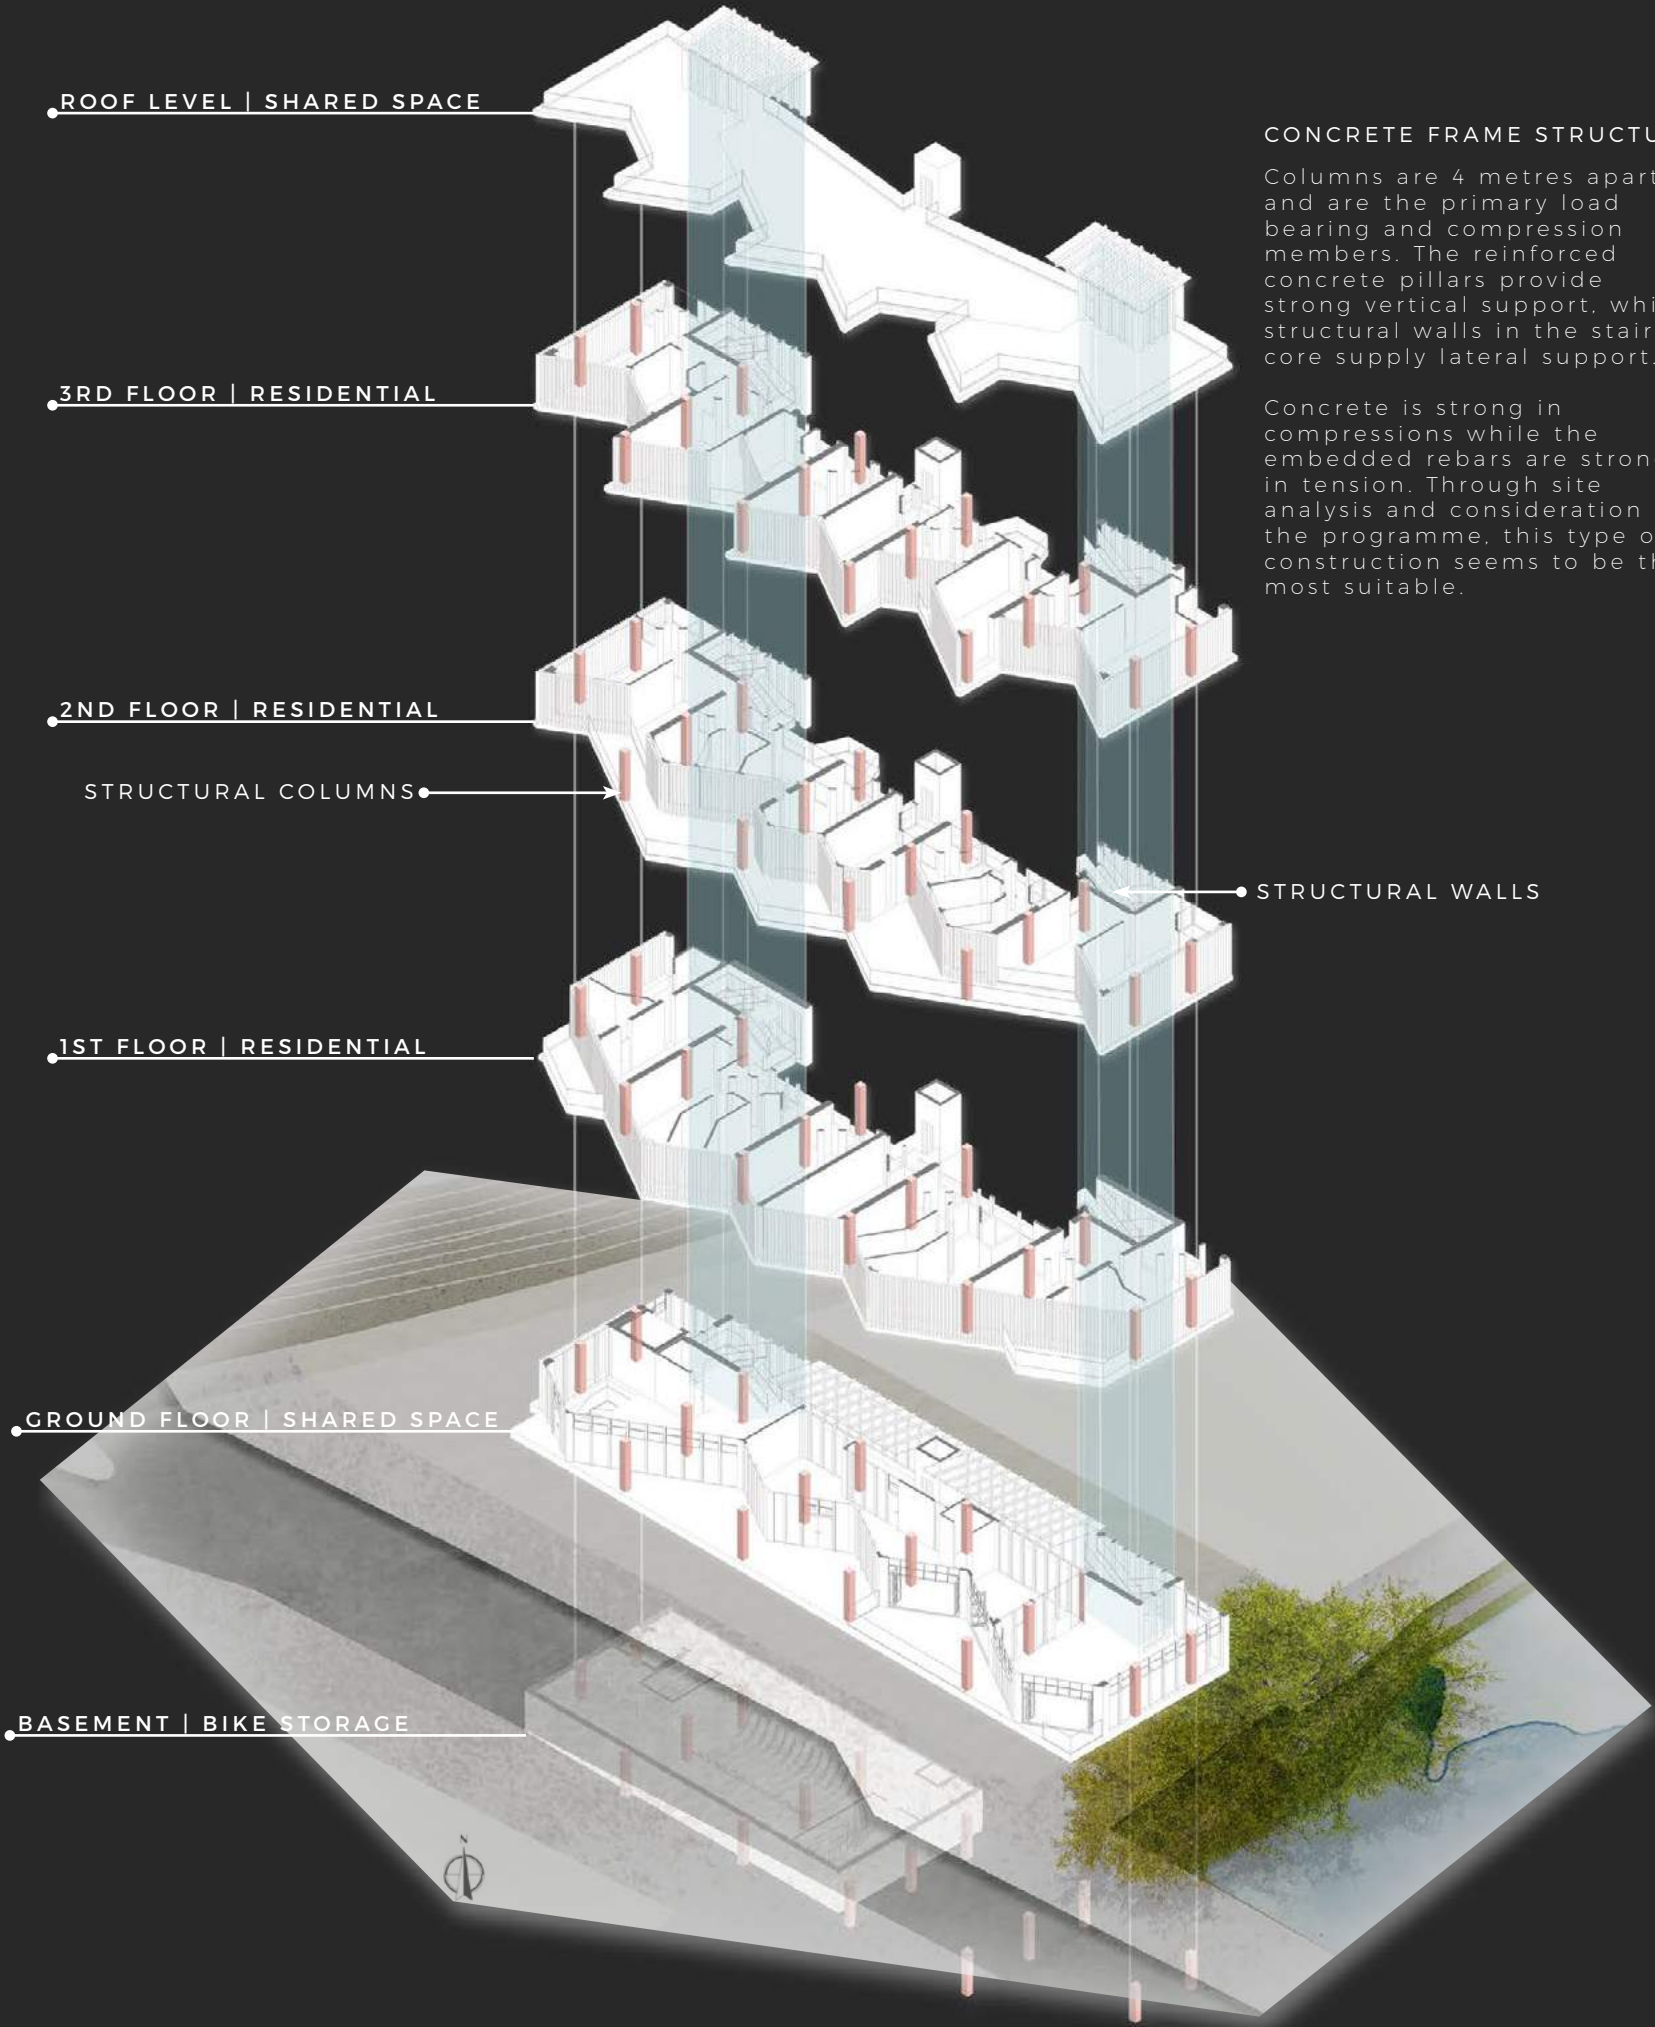 ROOF LEVEL | SHARED SPACE
CONCRETE FRAME STRUCTU
Columns are 4 metres apart
and are the primary load
bearing and compression
members. The reinforced
concrete pillars provide
strong vertical support, whi
structural walls in the stair
core supply lateral support.
Concrete is strong in
compressions while the
embedded rebars are stron
in tension. Through site
analysis and consideration
the programme, this type o
construction seems to be th
most suitable.
3RD FLOOR | RESIDENTIAL
2ND FLOOR | RESIDENTIAL
STRUCTURAL COLUMNS
STRUCTURAL WALLS
1ST FLOOR | RESIDENTIAL
GROUND FLOOR | SHARED SPACE
BASEMENT | BIKE STORAGE
N